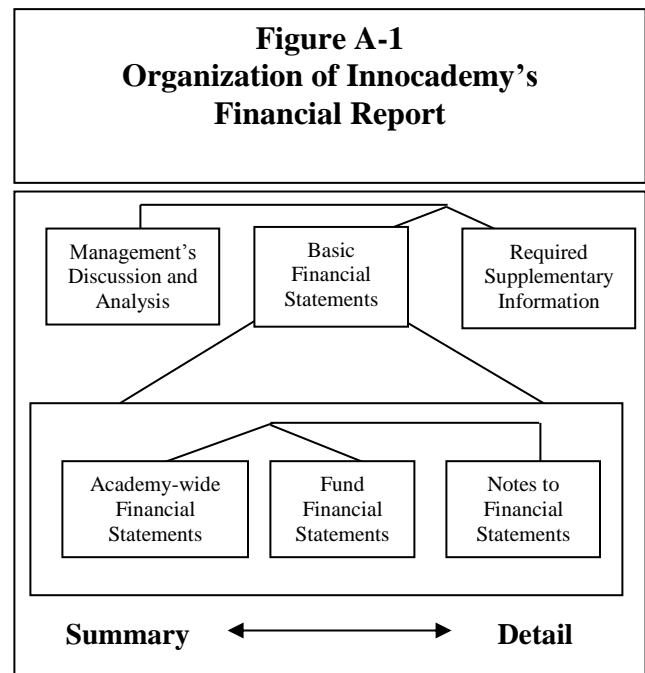 Figure A-1
Organization of Innocademy’s
Financial Report
Management’s
Discussion and
Analysis
Basic
Financial
Statements
Required
Supplementary
Information
Academy-wide
Financial
Statements
Fund
Financial
Statements
Notes to
Financial
Statements
Summary
Detail